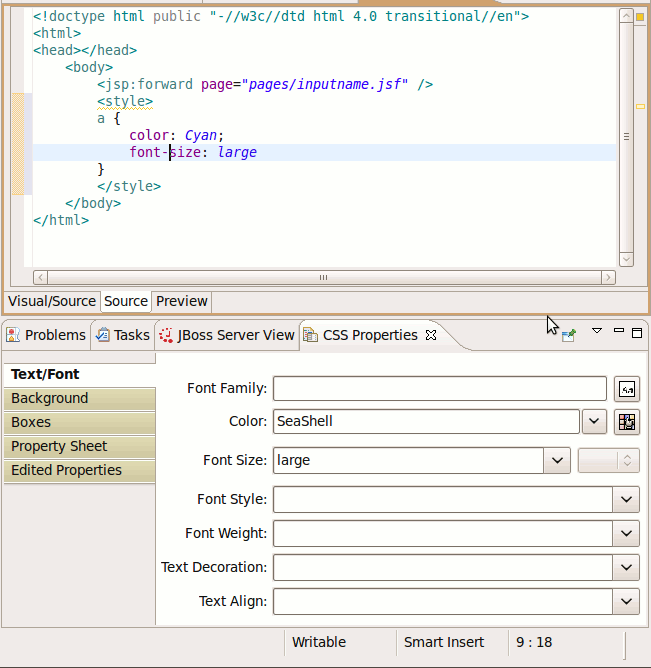 <!doctype html public "-//w3c//dtd html 4.0 transitional//en">
<html>
<head></head>
<body>
<jsp:forward page="pages/inputname.jsf" />
<style>
a {
color: Cyan;
font-size: large
}
</style>
</body>
</html>
Visual/Source Source Preview
Problems Tasks JBoss Server View CSS Properties
Text/Font
Background
Boxes
Property Sheet
Edited Properties
Font Family:
Color: SeaShell
Font Size: large
Font Style:
Font Weight:
Text Decoration:
Text Align:
Writable Smart Insert 9 : 18